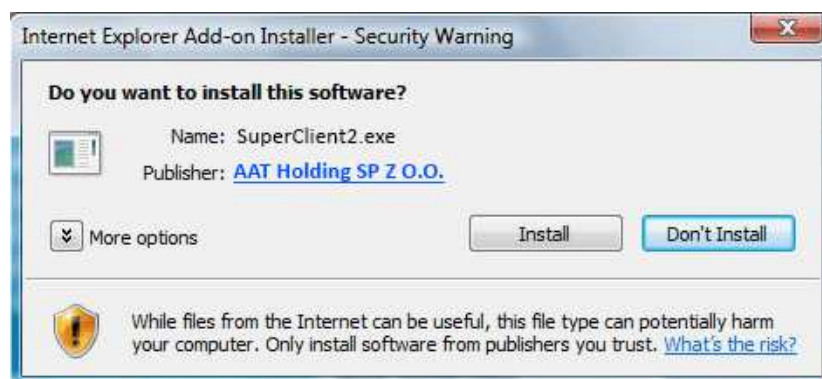 Internet Explorer Add-on Installer - Security Warning
Do you want to install this software?
Name: SuperClient2.exe
Publisher: AAT Holding SP Z O.O.
More options
Install
Don't Install
While files from the Internet can be useful, this file type can potentially harm
your computer. Only install software from publishers you trust. What's the risk?